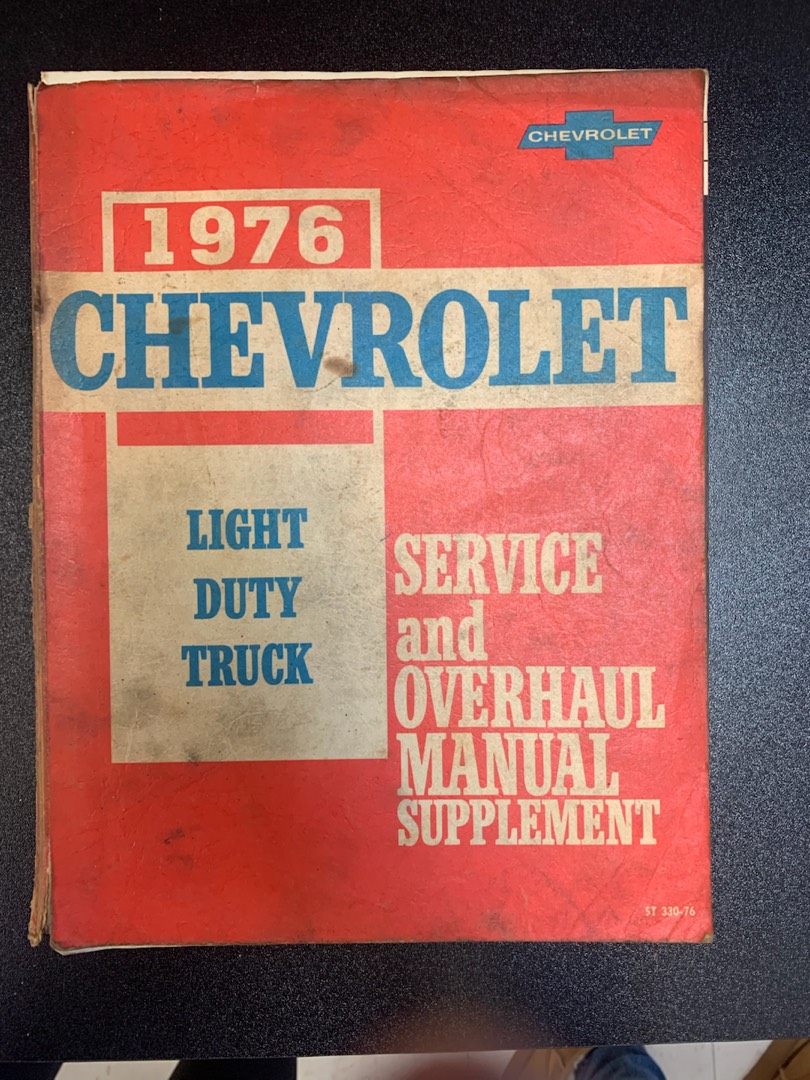 CHEVROLET
1976
CHEVROLET
LIGHT
DUTY
TRUCK
SERVICE
and
OVERHAUL
MANUAL
SUPPLEMENT
ST 330-76